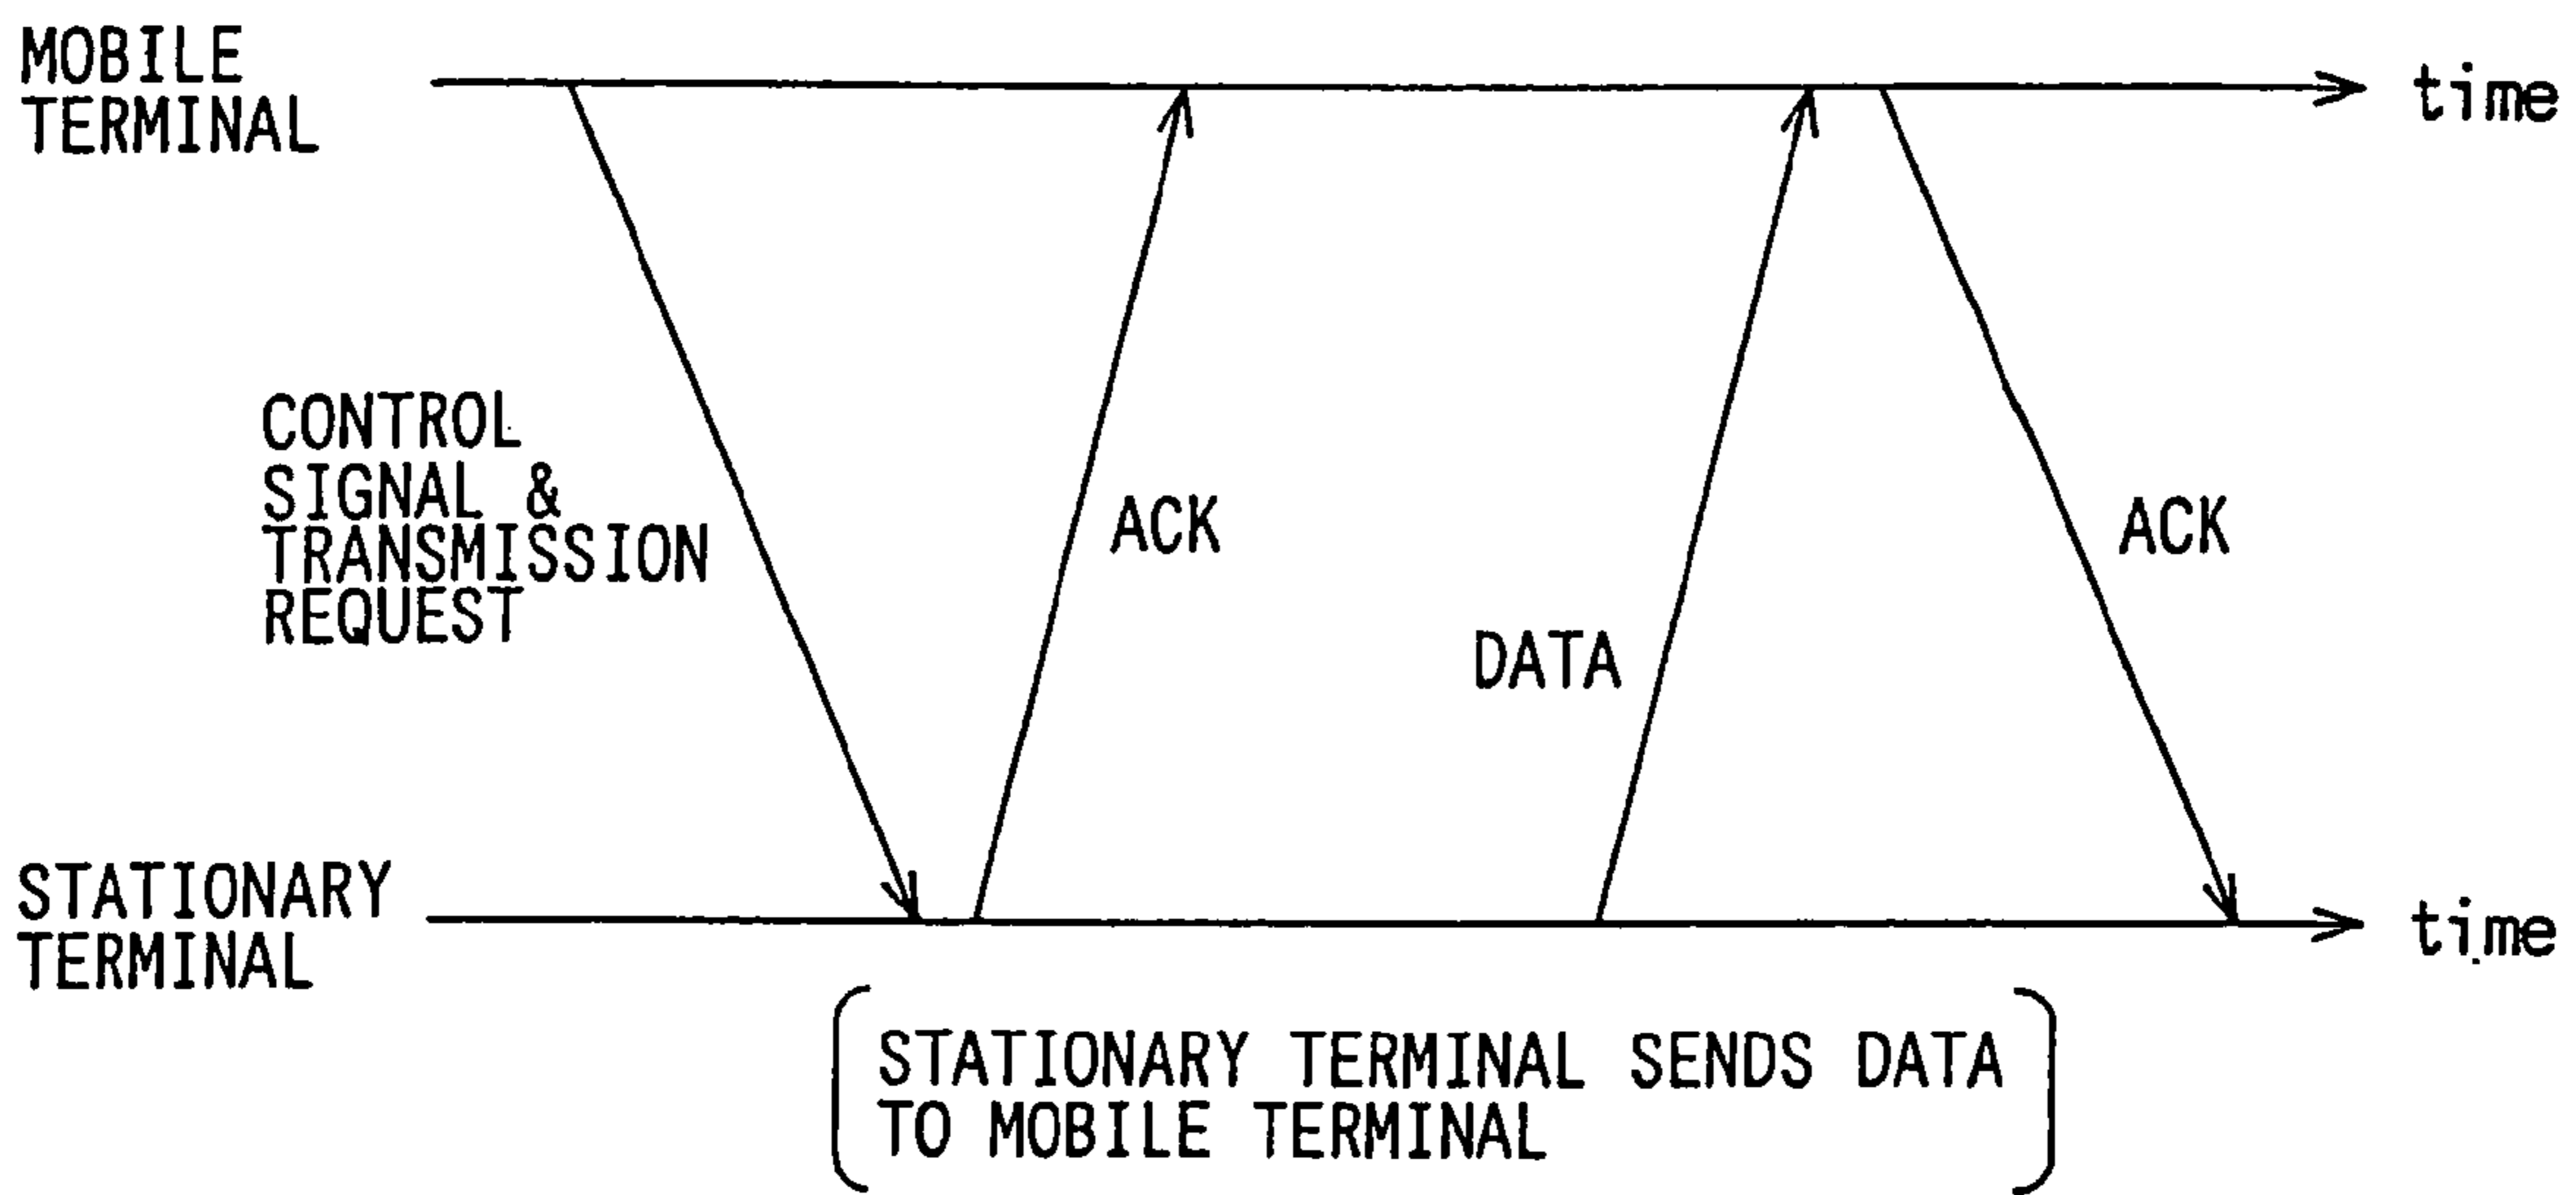 MOBILE
TERMINAL
time
CONTROL
SIGNAL &
TRANSMISSION
REQUEST
ACK
DATA
ACK
STATIONARY
TERMINAL
time
STATIONARY TERMINAL SENDS DATA
TO MOBILE TERMINAL